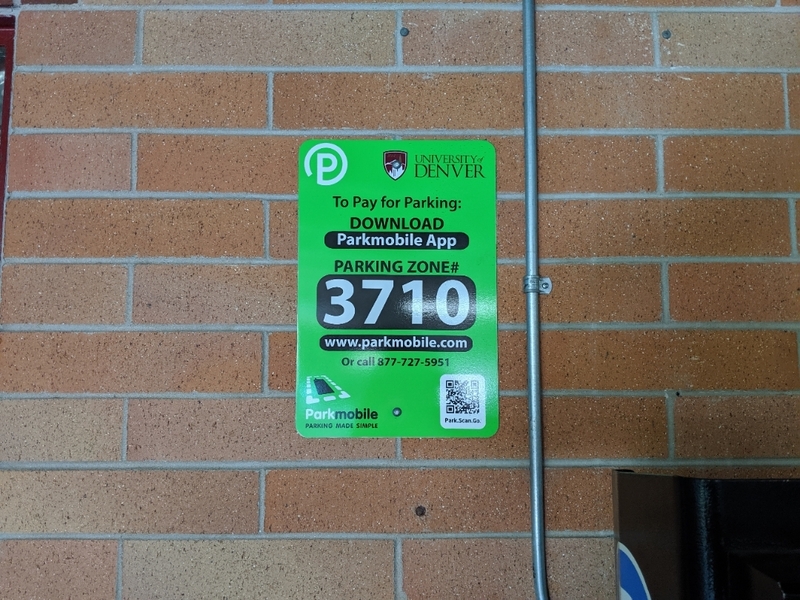 P
UNIVERSITY of
DENVER
To Pay for Parking:
DOWNLOAD
Parkmobile App
PARKING ZONE#
3710
www.parkmobile.com
Or call 877-727-5951
Parkmobile
PARKING MADE SIMPLE
Park.Scan.Go.